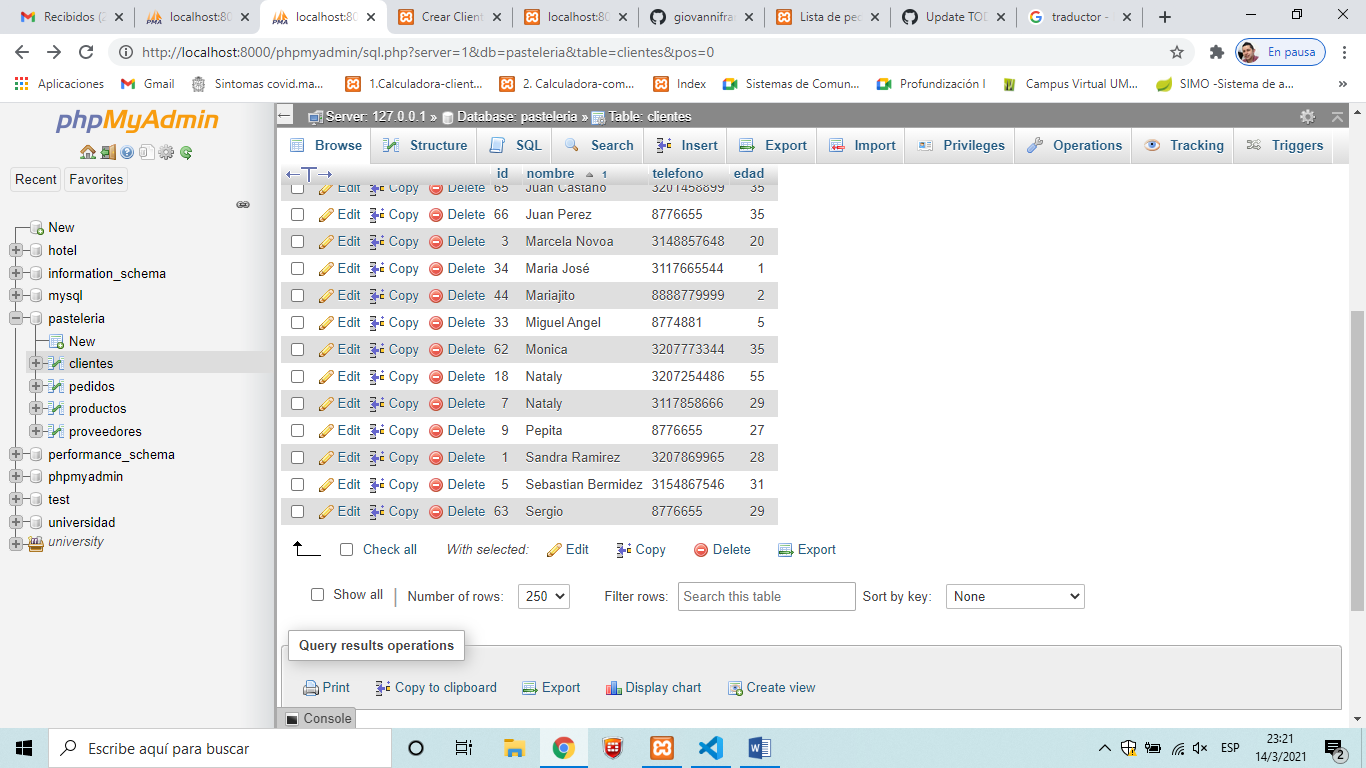 Recibidos (2
localhost:80
localhost:80
Crear Client
localhost:80
giovannifra
Lista de pec
Update TOD
traductor -
http://localhost:8000/phpmyadmin/sql.php?server=1&db=pasteleria&table=clientes&pos=0
En pausa
Aplicaciones
Gmail
Sintomas covid.ma...
1.Calculadora-client...
2. Calculadora-com...
Index
Sistemas de Comun...
Profundización I
Campus Virtual UM...
SIMO -Sistema de a...
»
phpMyAdmin
Recent
Favorites
New
hotel
information_schema
mysql
pasteleria
New
clientes
pedidos
productos
proveedores
performance_schema
phpmyadmin
test
universidad
university
Server: 127.0.0.1 » Database: pasteleria » Table: clientes
Browse
Structure
SQL
Search
Insert
Export
Import
Privileges
Operations
Tracking
Triggers
←T→ id nombre 1 telefono edad
Edit Copy Delete 65 Juan Castaño 3201458899 35
Edit Copy Delete 66 Juan Perez 8776655 35
Edit Copy Delete 3 Marcela Novoa 3148857648 20
Edit Copy Delete 34 Maria José 3117665544 1
Edit Copy Delete 44 Mariajito 8888779999 2
Edit Copy Delete 33 Miguel Angel 8774881 5
Edit Copy Delete 62 Monica 3207773344 35
Edit Copy Delete 18 Nataly 3207254486 55
Edit Copy Delete 7 Nataly 3117858666 29
Edit Copy Delete 9 Pepita 8776655 27
Edit Copy Delete 1 Sandra Ramirez 3207869965 28
Edit Copy Delete 5 Sebastian Bermidez 3154867546 31
Edit Copy Delete 63 Sergio 8776655 29
Check all With selected: Edit Copy Delete Export
Show all | Number of rows: 250 Filter rows: Search this table Sort by key: None
Query results operations
Print Copy to clipboard Export Display chart Create view
Console
Escribe aquí para buscar
ESP
23:21
14/3/2021
2